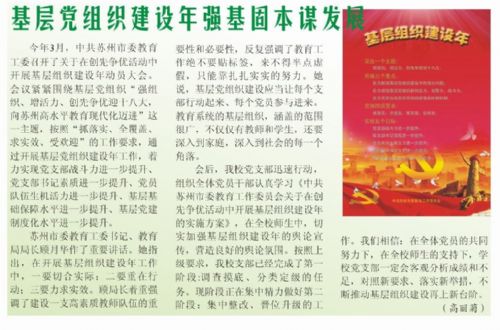 基层党组织建设年强基固本谋发展
今年3月，中共苏州市委教育
工委召开了关于在创先争优活动中
开展基层组织建设年动员大会。
会议紧紧围绕基层党组织“强组
织、增活力、创先争优迎十八大，
向苏州高水平教育现代化迈进”这
一主题，按照“抓落实、全覆盖、
求实效、受欢迎”的工作要求，通
过开展基层党组织建设年工作，着
力实现党支部战斗力进一步提升、
党支部书记素质进一步提升、党员
队伍生机活力进一步提升、基层基
础保障水平进一步提升、基层党建
制度化水平进一步提升。
苏州市委教育工委书记、教育
局局长顾月华作了重要讲话。她指
出，在开展基层组织建设年工作
中，一要切合实际；二要重在行
动；三要力求实效。顾局长着重强
调了建设一支高素质教师队伍的重
要性和必要性，反复强调了教育工
作绝不要贴标签，来不得半点虚
假，只能靠扎扎实实的努力。她
说，基层党组织建设应当让每个支
部行动起来，每个党员参与进来，
教育系统的基层组织，涵盖的范围
很广，不仅仅有教师和学生，还要
深入到家庭，深入到社会的每一个
角落。
会后，我校党支部迅速行动，
组织全体党员干部认真学习《中共
苏州市委教育工作委员会关于在创
先争优活动中开展基层组织建设年
的实施方案》，在全校师生中，切
实加强基层组织建设年的舆论宣
传，营造良好的舆论氛围。按照上
级要求，我校支部已经完成了第一
阶段:调查摸底、分类定级的任
务。现阶段正在集中精力做好第二
阶段：集中整改、晋位升级的工
基层组织建设年
作。我们相信：在全体党员的共同
努力下，在全校师生的支持下，学
校党支部一定会客观分析成绩和不
足，对照新要求、落实新举措，不
断推动基层组织建设再上新台阶。
（高丽菊）